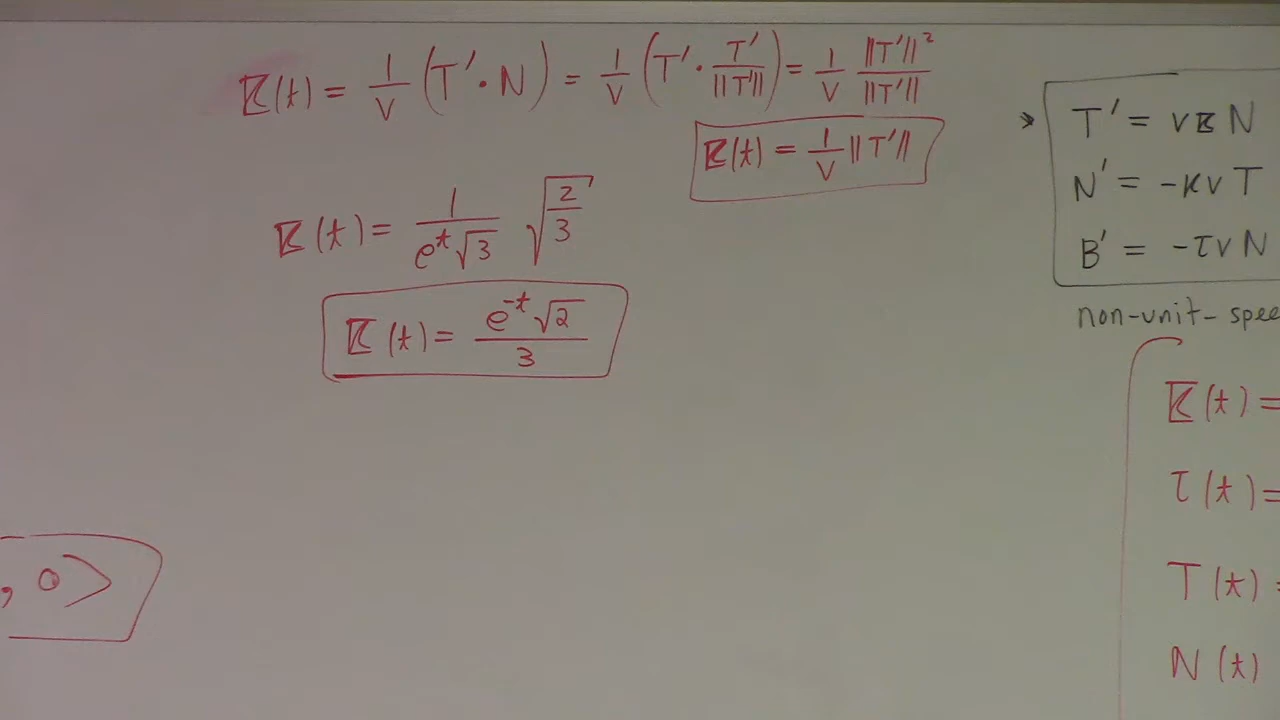 κ(t) = 1/v (T' · N) = 1/v (T' · T'/||T'||) = 1/v ||T'||²/||T'||
κ(t) = 1/v ||T'||
κ(t) = 1/(e^t √3) √(2/3)
κ(t) = e^-t √2 / 3
, 0>
T' = vκN
N' = -κvT
B' = -τvN
non-unit-spee
κ(t) =
τ(t) =
T(t) =
N(t)